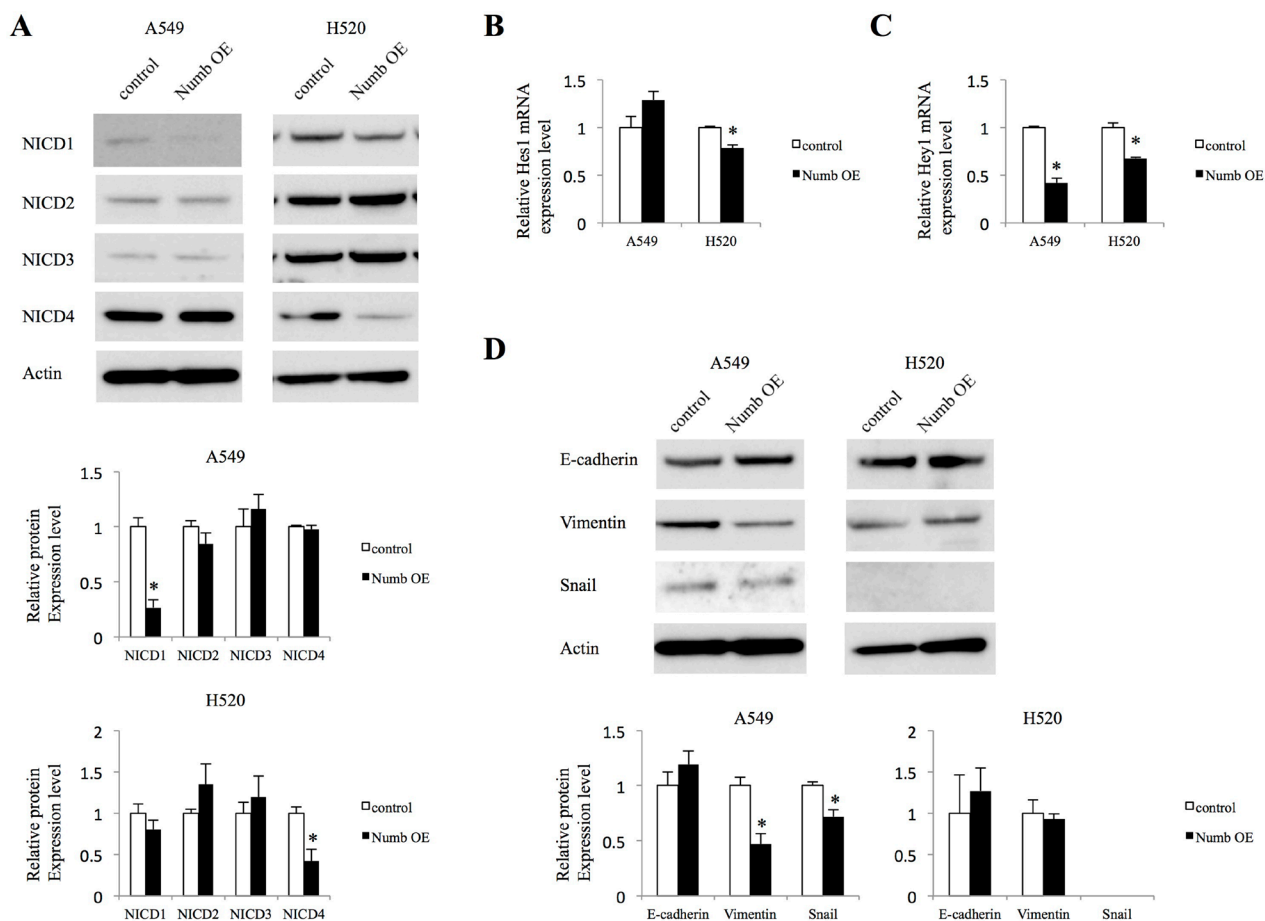 A
A549
H520
control
Numb OE
control
Numb OE
NICD1
NICD2
NICD3
NICD4
Actin
A549
Relative protein
Expression level
1.5
1
0.5
0
*
NICD1 NICD2 NICD3 NICD4
control
Numb OE
H520
Relative protein
Expression level
2
1.5
1
0.5
0
*
NICD1 NICD2 NICD3 NICD4
control
Numb OE
B
Relative Hes1 mRNA
expression level
1.5
1
0.5
0
*
A549 H520
control
Numb OE
C
Relative Hey1 mRNA
expression level
1.5
1
0.5
0
*
*
A549 H520
control
Numb OE
D
A549
H520
control
Numb OE
control
Numb OE
E-cadherin
Vimentin
Snail
Actin
A549
Relative protein
Expression level
1.5
1
0.5
0
*
*
E-cadherin Vimentin Snail
H520
2
1.5
1
0.5
0
E-cadherin Vimentin Snail
control
Numb OE